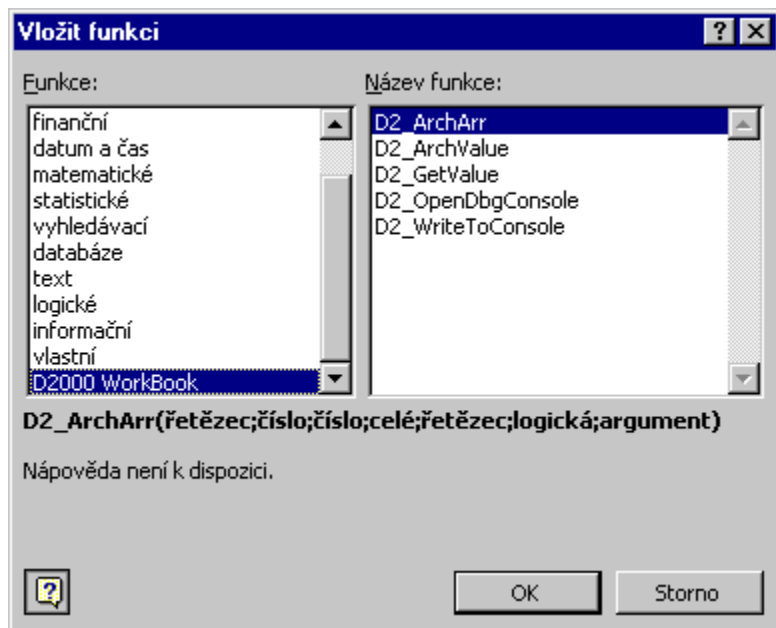 Vložit funkci
Funkce:
Název funkce:
finanční
datum a čas
matematické
statistické
vyhledávací
databáze
text
logické
informační
vlastní
D2000 WorkBook
D2_ArchArr
D2_ArchValue
D2_GetValue
D2_OpenDbgConsole
D2_WriteToConsole
D2_ArchArr(řetězec;číslo;číslo;celé;řetězec;logická;argument)
Nápověda není k dispozici.
OK
Storno